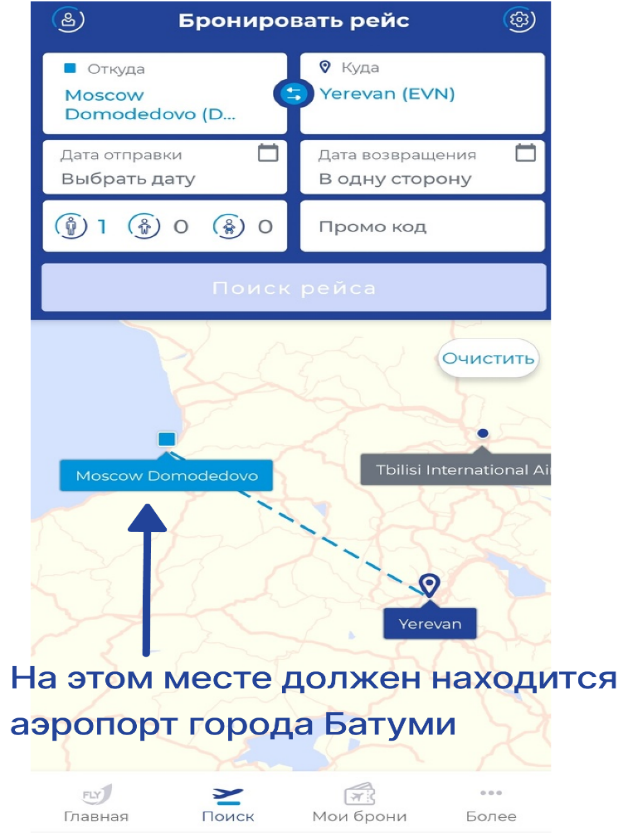 Бронировать рейс
Откуда
Moscow
Domodedovo (D...
Куда
Yerevan (EVN)
Дата отправки
Выбрать дату
Дата возвращения
В одну сторону
1 0 0
Промо код
Поиск рейса
Очистить
Moscow Domodedovo
Tbilisi International Ai
Yerevan
На этом месте должен находится
аэропорт города Батуми
FLY
Главная
Поиск
Мои брони
Более